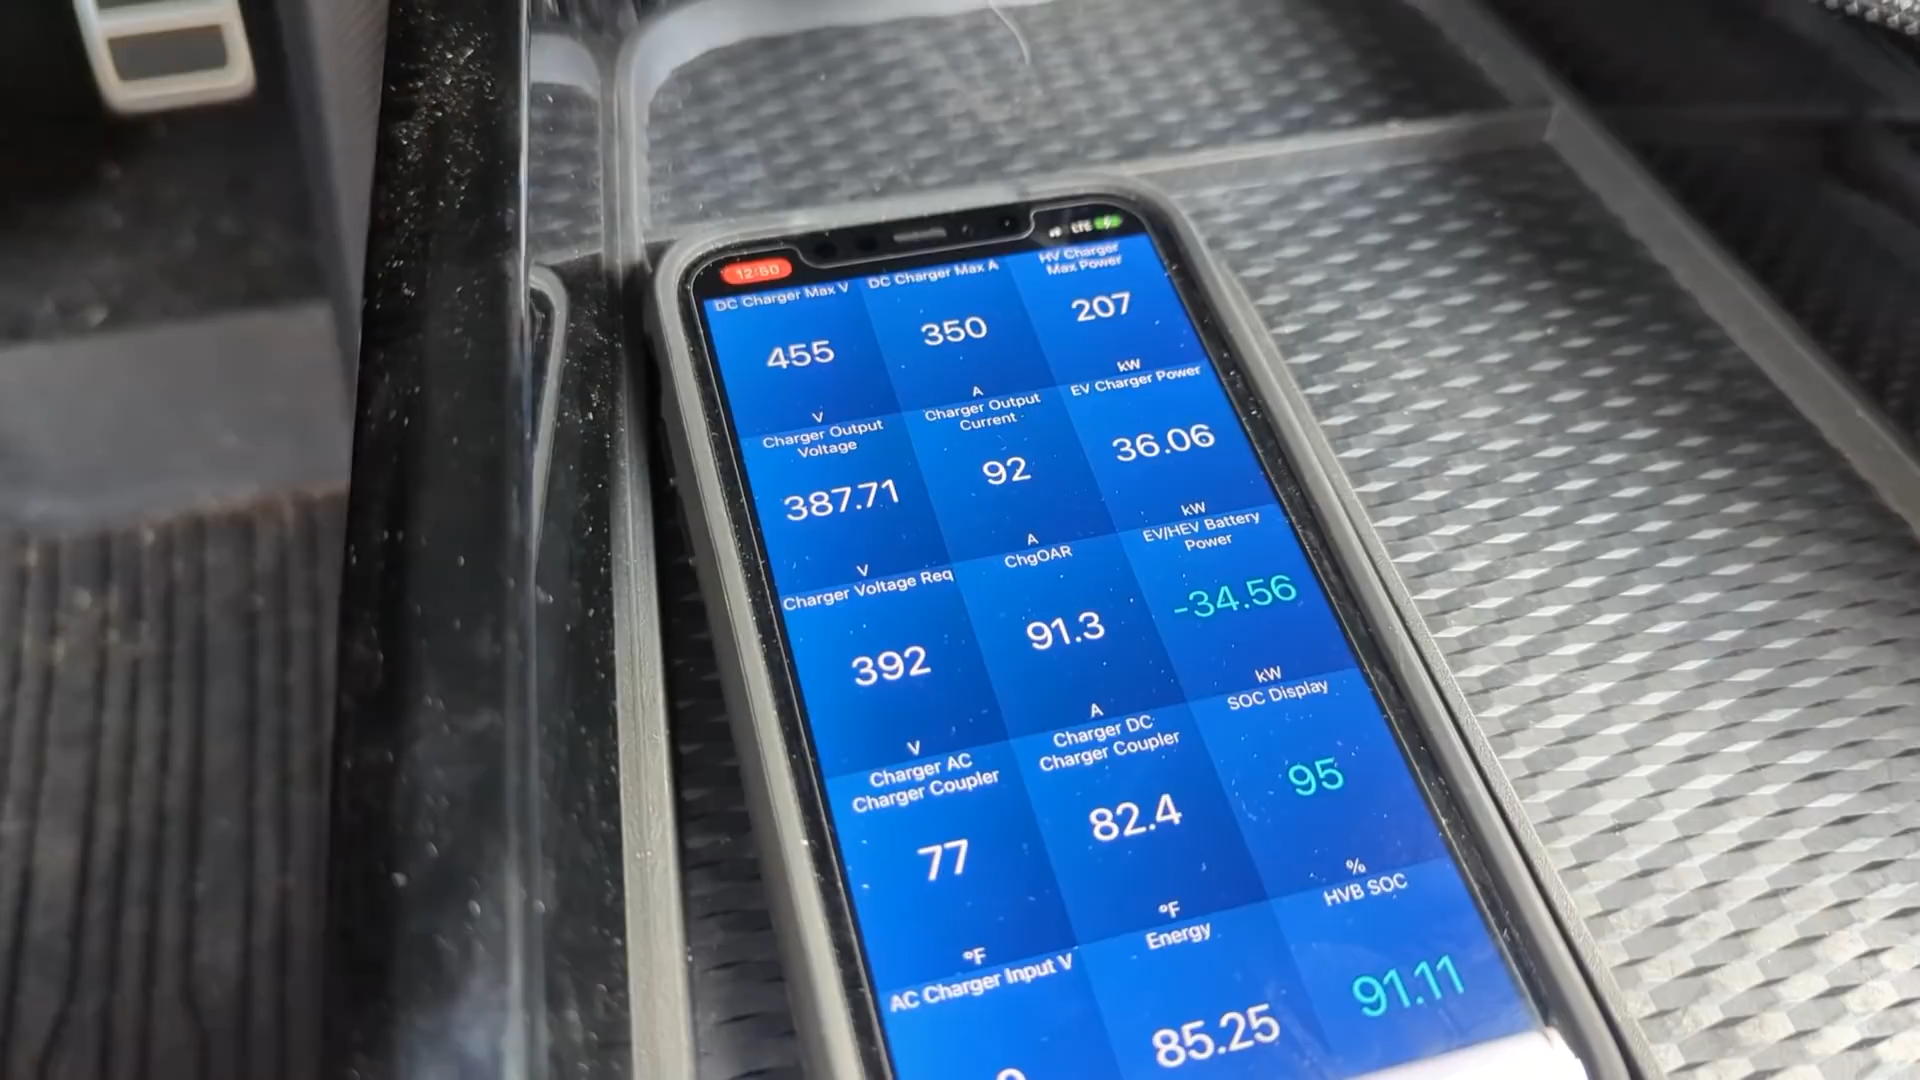 12:50
LTE
DC Charger Max V
DC Charger Max A
HV Charger
Max Power
455
350
207
V
A
kW
Charger Output
Voltage
Charger Output
Current
EV Charger Power
387.71
92
36.06
V
A
kW
Charger Voltage Req
ChgOAR
EV/HEV Battery
Power
392
91.3
-34.56
V
A
kW
Charger AC
Charger Coupler
Charger DC
Charger Coupler
SOC Display
77
82.4
95
°F
°F
%
AC Charger Input V
Energy
HVB SOC
85.25
91.11